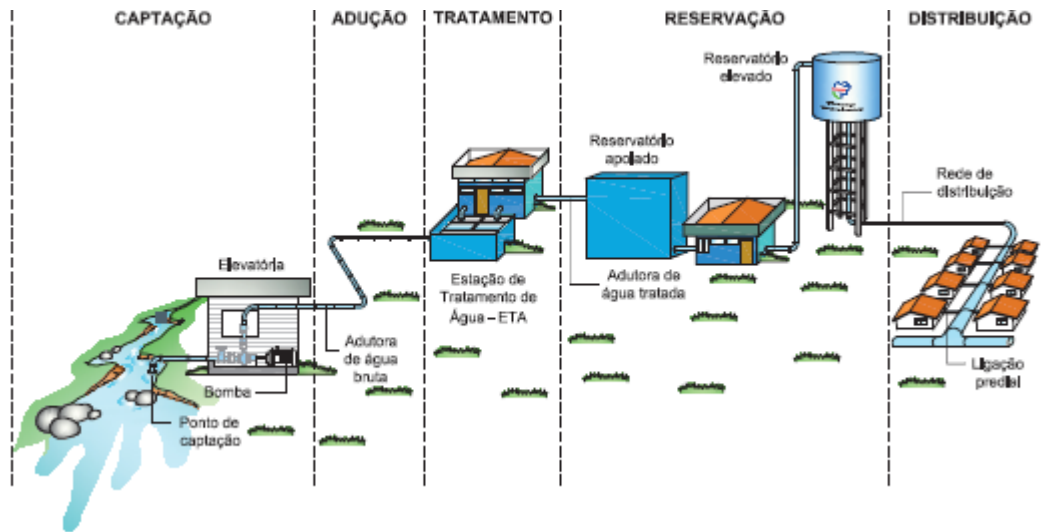 CAPTAÇÃO
ADUÇÃO
TRATAMENTO
RESERVAÇÃO
DISTRIBUIÇÃO
Reservatório
elevado
Reservatório
apoiado
Rede de
distribuição
Elevatória
Estação de
Tratamento de
Água – ETA
Adutora de
água tratada
Adutora
de água
bruta
Bomba
Ligação
predial
Ponto de
captação